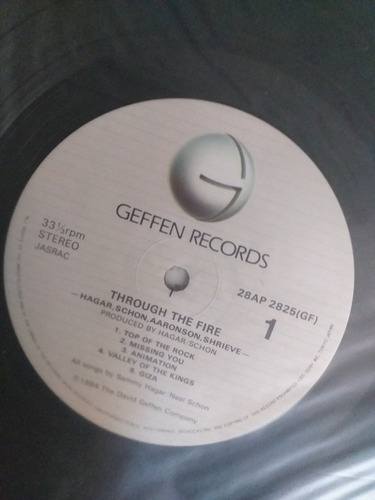 GEFFEN RECORDS
33⅓rpm
STEREO
JASRAC
28AP 2825(GF)
1
THROUGH THE FIRE
—HAGAR, SCHON, AARONSON, SHRIEVE—
PRODUCED BY HAGAR/SCHON
1. TOP OF THE ROCK
2. MISSING YOU
3. ANIMATION
4. VALLEY OF THE KINGS
5. GIZA
All songs by Sammy Hagar/Neal Schon
℗1984 The David Geffen Company